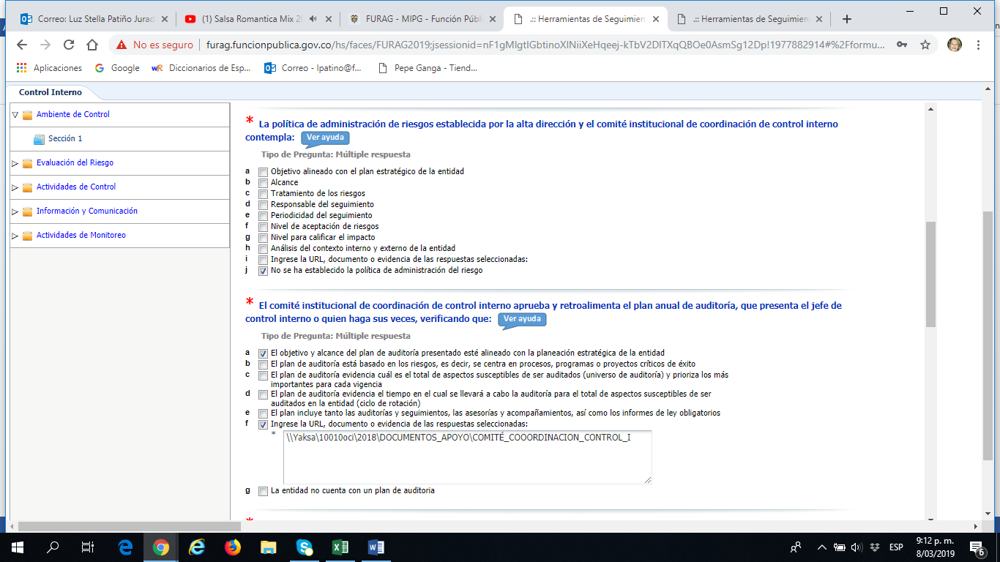 Correo: Luz Stella Patiño Jurad
(1) Salsa Romantica Mix 20
FURAG - MIPG - Función Públi
.:: Herramientas de Seguimien
.:: Herramientas de Seguimien
No es seguro
furag.funcionpublica.gov.co/hs/faces/FURAG2019;jsessionid=
Aplicaciones
Google
Diccionarios de Esp...
Correo - lpatino@f...
Pepe Ganga - Tiend...
Control Interno
Ambiente de Control
Sección 1
Evaluación del Riesgo
Actividades de Control
Información y Comunicación
Actividades de Monitoreo
* La política de administración de riesgos establecida por la alta dirección y el comité institucional de coordinación de control interno
contempla: Ver ayuda
Tipo de Pregunta: Múltiple respuesta
a Objetivo alineado con el plan estratégico de la entidad
b Alcance
c Tratamiento de los riesgos
d Responsable del seguimiento
e Periodicidad del seguimiento
f Nivel de aceptación de riesgos
g Nivel para calificar el impacto
h Análisis del contexto interno y externo de la entidad
i Ingrese la URL, documento o evidencia de las respuestas seleccionadas:
j No se ha establecido la política de administración del riesgo
* El comité institucional de coordinación de control interno aprueba y retroalimenta el plan anual de auditoría, que presenta el jefe de
control interno o quien haga sus veces, verificando que: Ver ayuda
Tipo de Pregunta: Múltiple respuesta
a El objetivo y alcance del plan de auditoría presentado esté alineado con la planeación estratégica de la entidad
b El plan de auditoría está basado en los riesgos, es decir, se centra en procesos, programas o proyectos críticos de éxito
c El plan de auditoría evidencia cuál es el total de aspectos susceptibles de ser auditados (universo de auditoría) y prioriza los más
importantes para cada vigencia
d El plan de auditoría evidencia el tiempo en el cual se llevará a cabo la auditoría para el total de aspectos susceptibles de ser
auditados en la entidad (ciclo de rotación)
e El plan incluye tanto las auditorías y seguimientos, las asesorías y acompañamientos, así como los informes de ley obligatorios
f Ingrese la URL, documento o evidencia de las respuestas seleccionadas:
* \\Yaksa\10010oci\2018\DOCUMENTOS_APOYO\COMITÉ_COOORDINACION_CONTROL_I
g La entidad no cuenta con un plan de auditoria
*
ESP
9:12 p. m.
8/03/2019
6